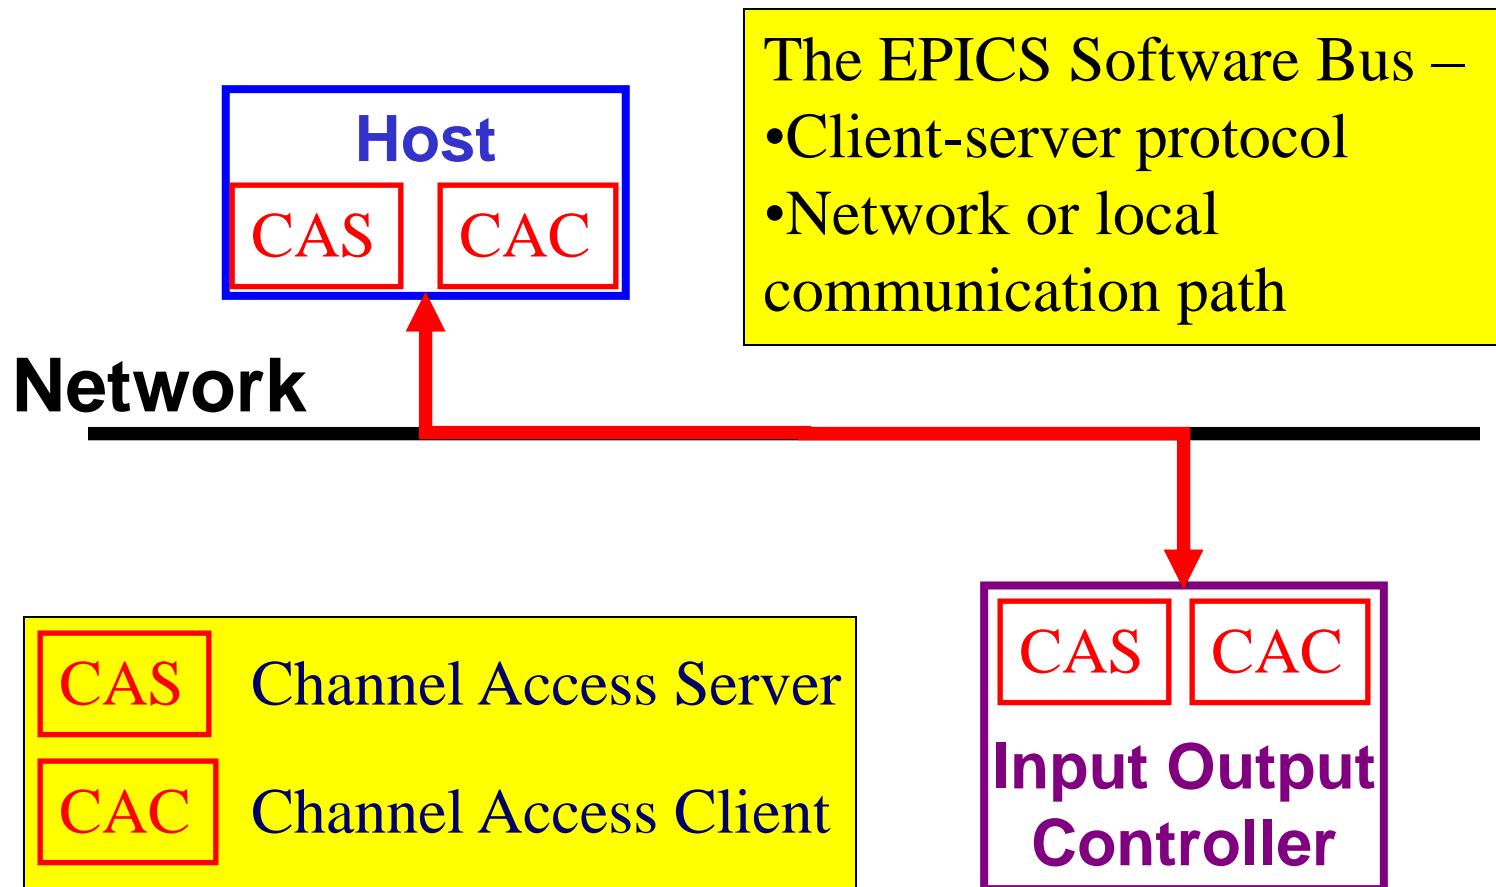 The EPICS Software Bus –
•Client-server protocol
•Network or local
communication path
Host
CAS CAC
Network
CAS Channel Access Server
CAC Channel Access Client
CAS CAC
Input Output
Controller